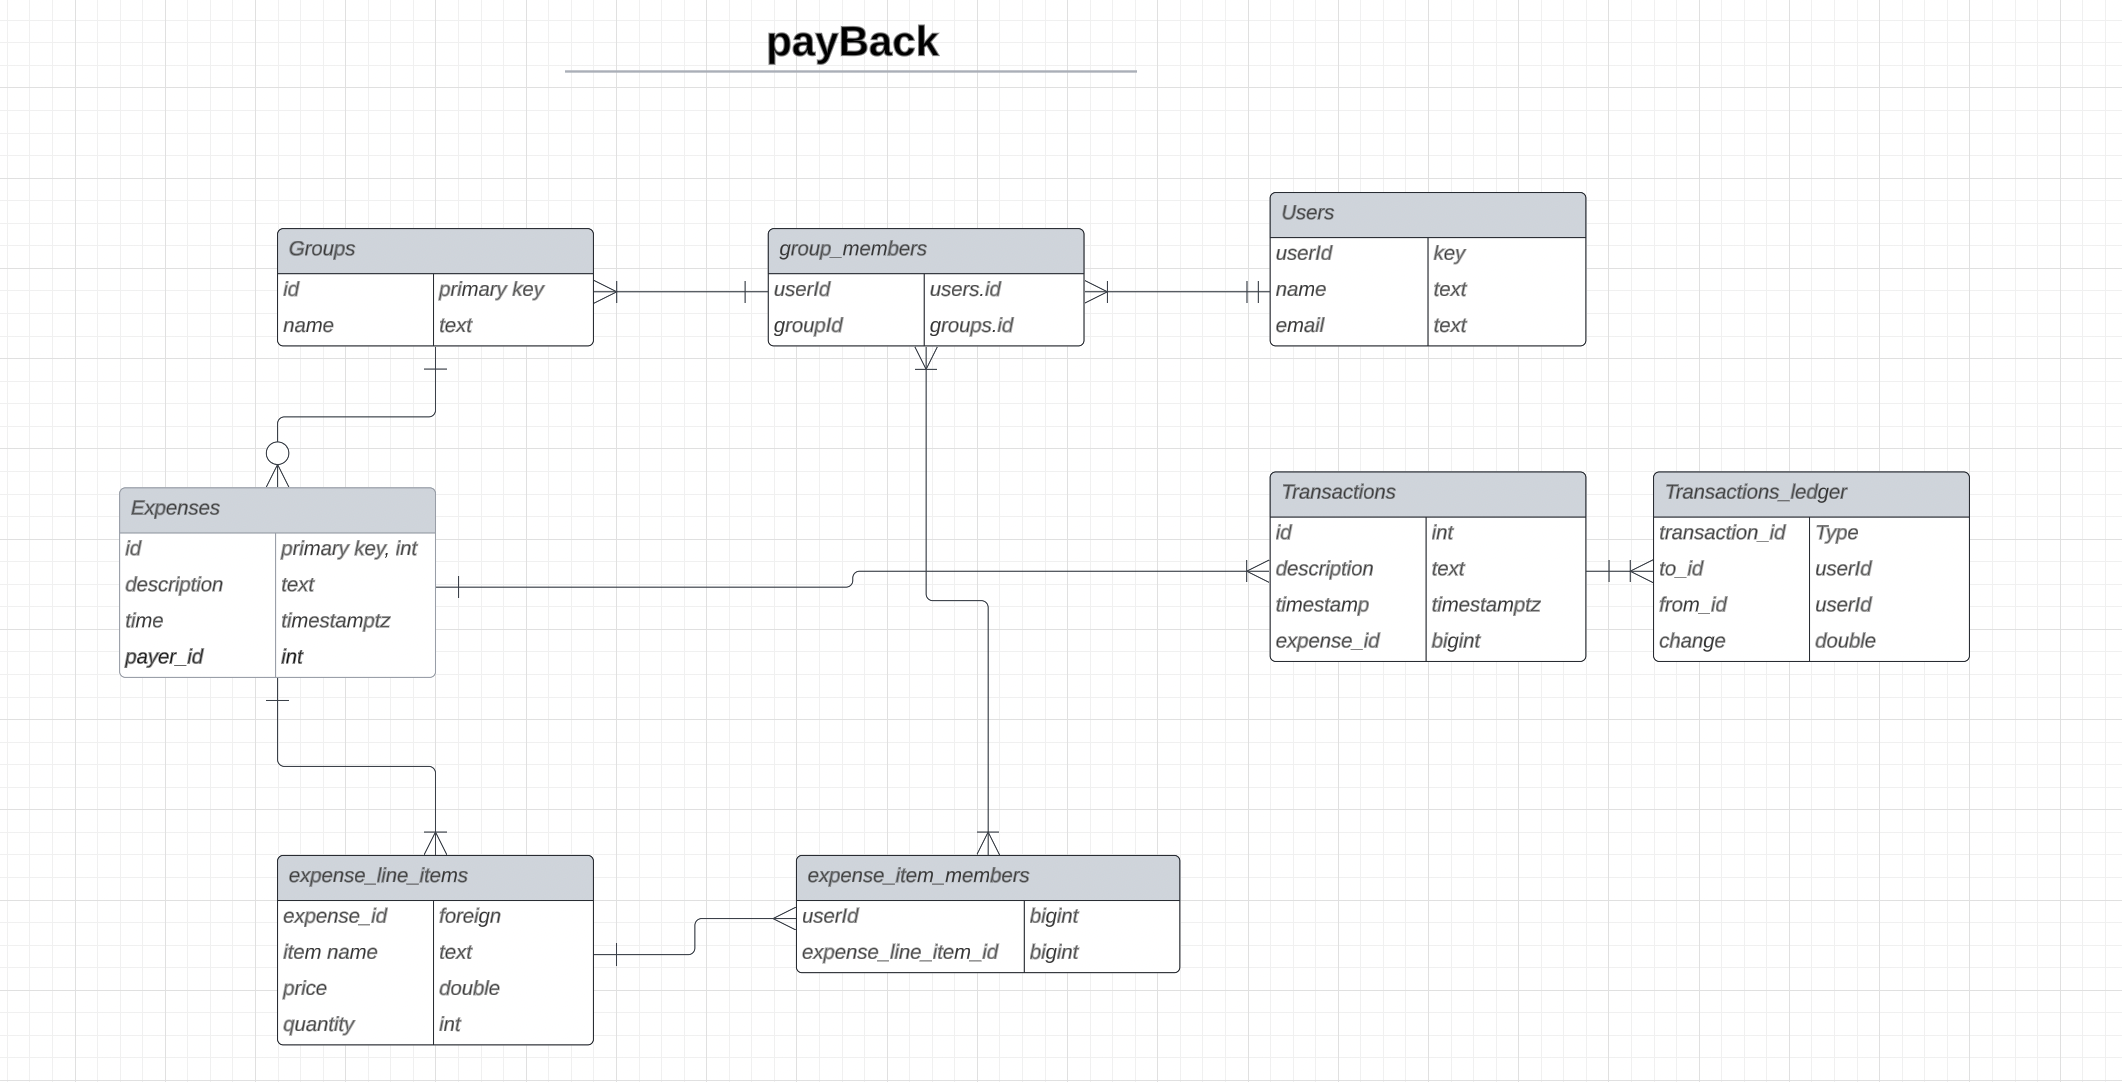 payBack
Groups
id primary key
name text
group_members
userId users.id
groupId groups.id
Users
userId key
name text
email text
Expenses
id primary key, int
description text
time timestamptz
payer_id int
Transactions
id int
description text
timestamp timestamptz
expense_id bigint
Transactions_ledger
transaction_id Type
to_id userId
from_id userId
change double
expense_line_items
expense_id foreign
item name text
price double
quantity int
expense_item_members
userId bigint
expense_line_item_id bigint